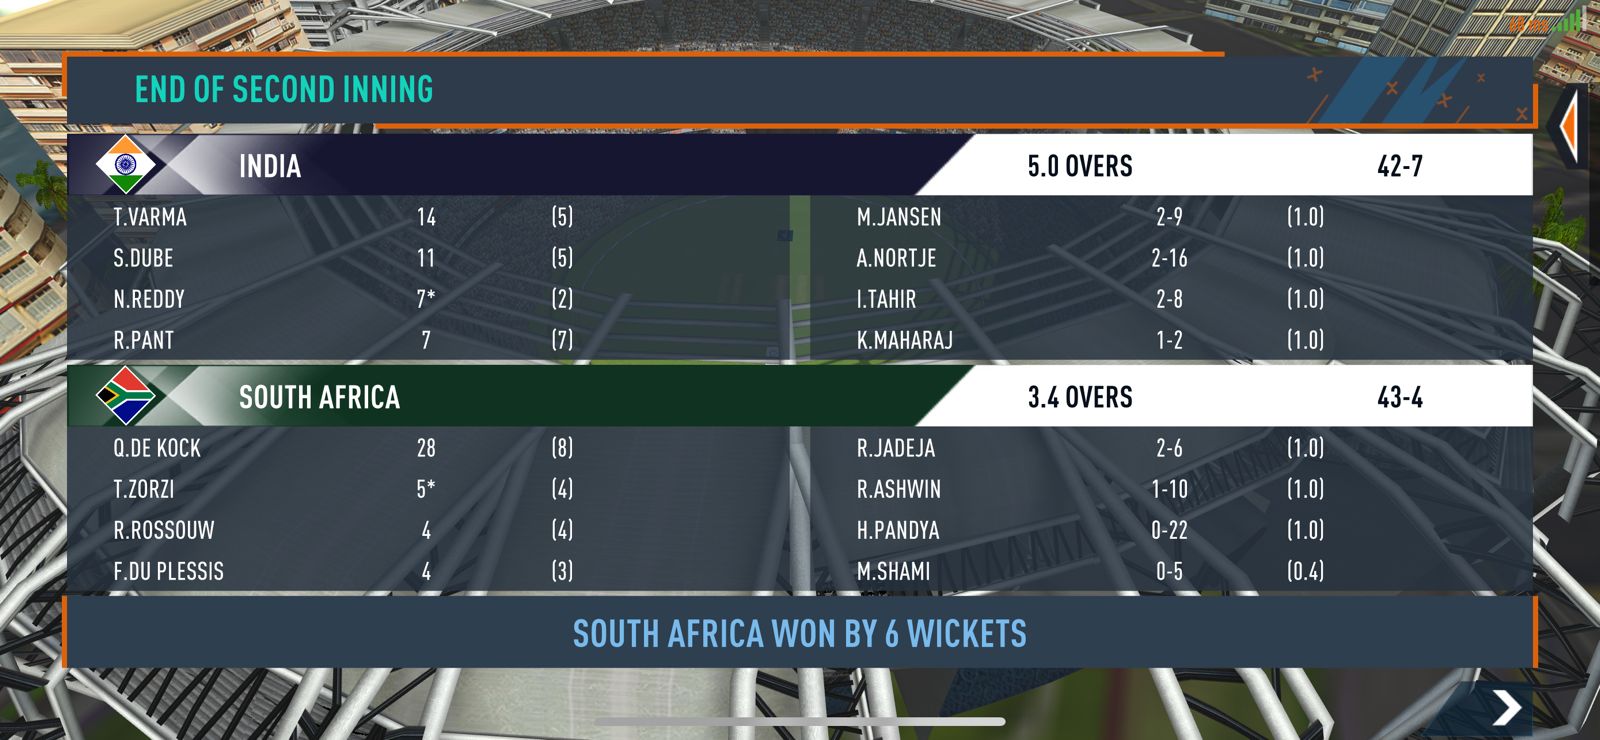 END OF SECOND INNING
INDIA 5.0 OVERS 42-7
T.VARMA 14 (5) M.JANSEN 2-9 (1.0)
S.DUBE 11 (5) A.NORTJE 2-16 (1.0)
N.REDDY 7* (2) I.TAHIR 2-8 (1.0)
R.PANT 7 (7) K.MAHARAJ 1-2 (1.0)
SOUTH AFRICA 3.4 OVERS 43-4
Q.DE KOCK 28 (8) R.JADEJA 2-6 (1.0)
T.ZORZI 5* (4) R.ASHWIN 1-10 (1.0)
R.ROSSOUW 4 (4) H.PANDYA 0-22 (1.0)
F.DU PLESSIS 4 (3) M.SHAMI 0-5 (0.4)
SOUTH AFRICA WON BY 6 WICKETS